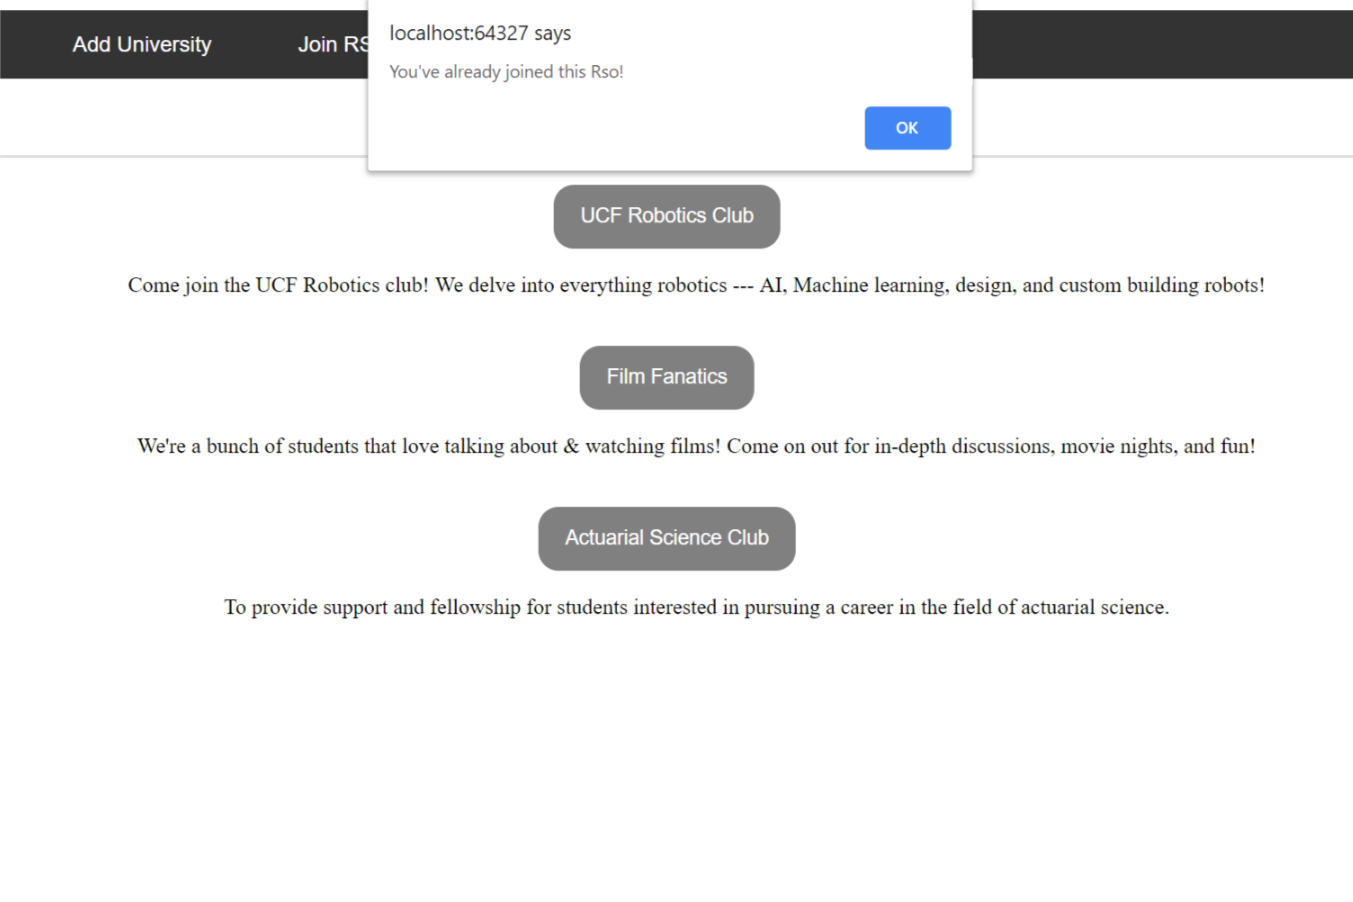 Add University
Join RS
localhost:64327 says
You've already joined this Rso!
OK
UCF Robotics Club
Come join the UCF Robotics club! We delve into everything robotics --- AI, Machine learning, design, and custom building robots!
Film Fanatics
We're a bunch of students that love talking about & watching films! Come on out for in-depth discussions, movie nights, and fun!
Actuarial Science Club
To provide support and fellowship for students interested in pursuing a career in the field of actuarial science.